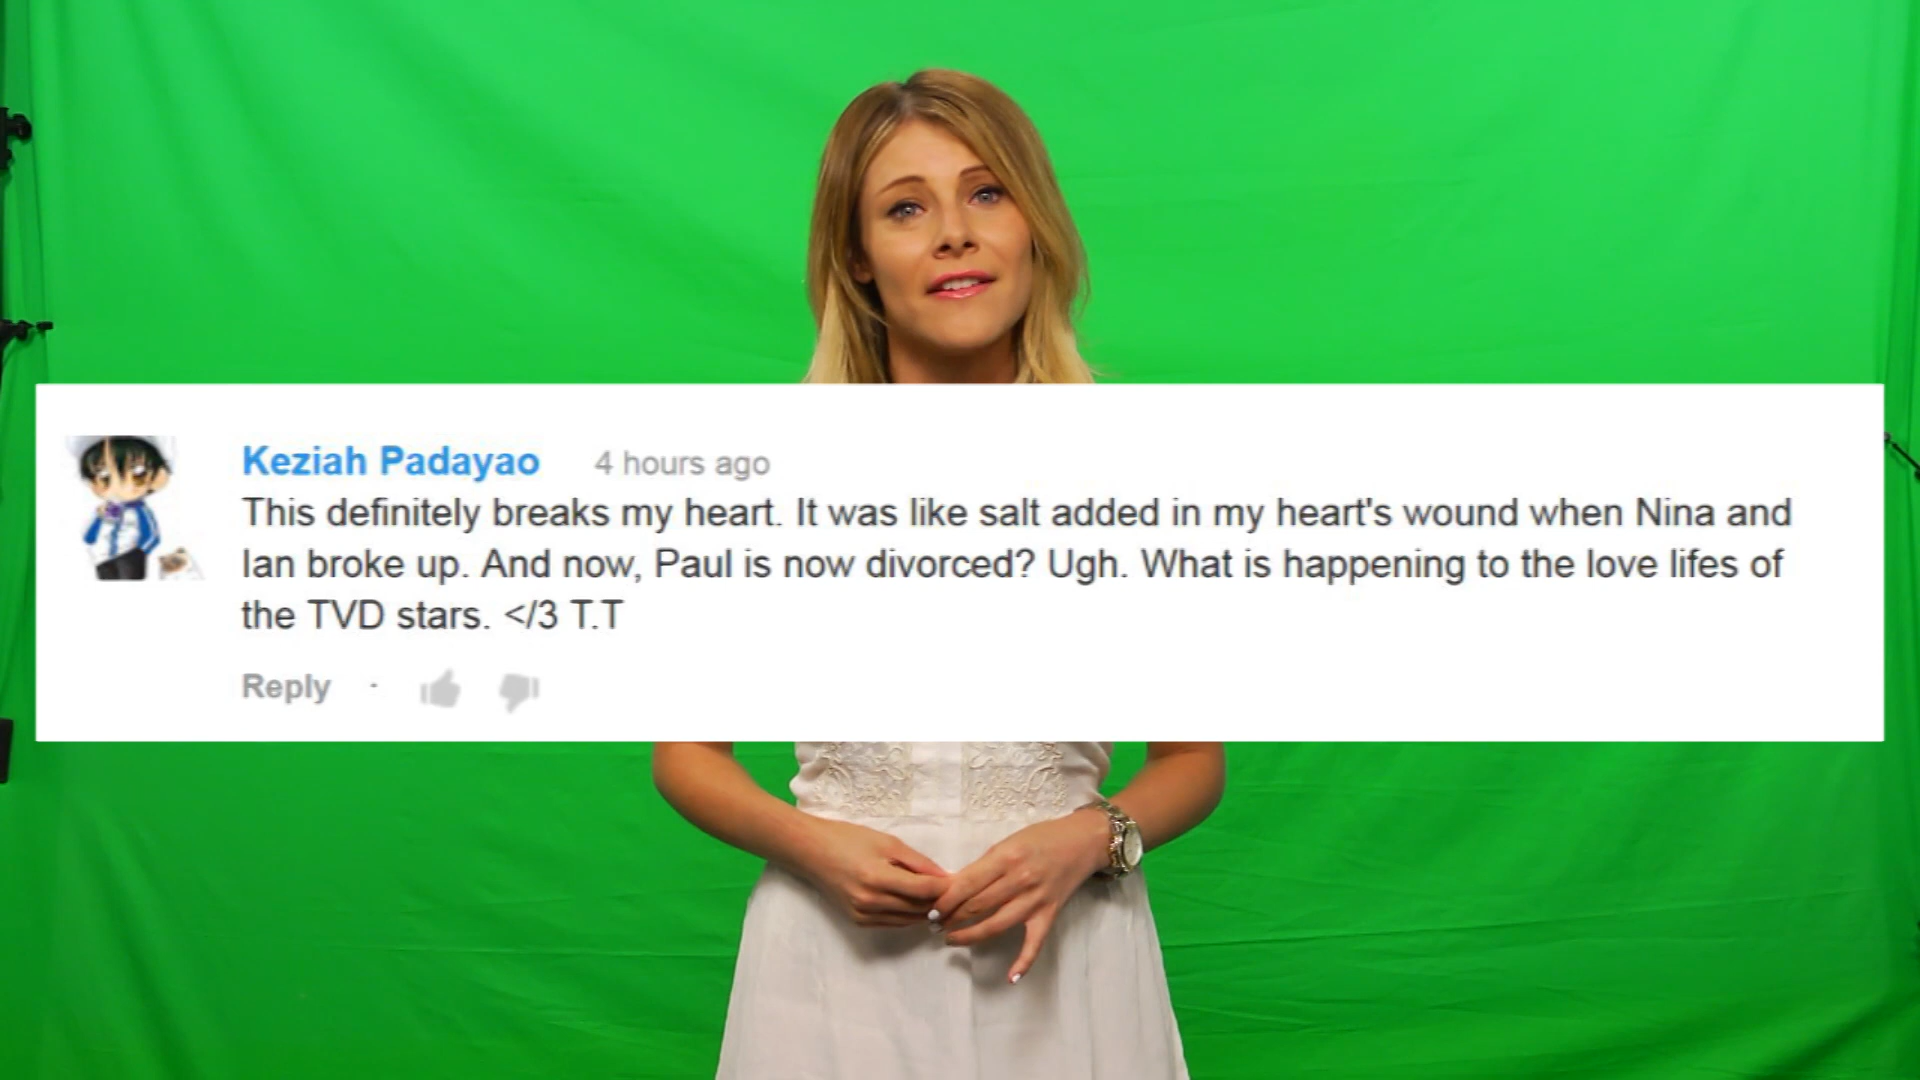 Keziah Padayao 4 hours ago
This definitely breaks my heart. It was like salt added in my heart's wound when Nina and
Ian broke up. And now, Paul is now divorced? Ugh. What is happening to the love lifes of
the TVD stars. </3 T.T
Reply ·